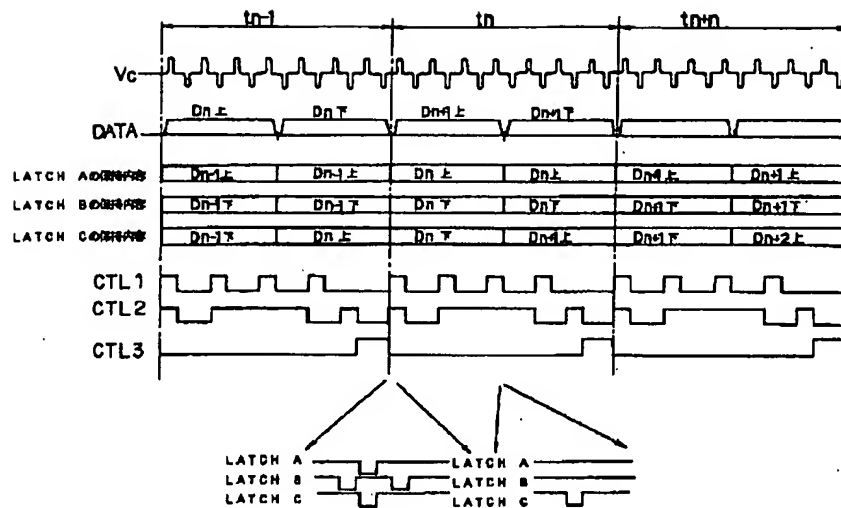 tn-1 tn tn+n
Vc
DATA Dn上 Dn下 Dn+1上 Dn+1下
LATCH A Dn-1上 Dn-1上 Dn上 Dn上 Dn+1上 Dn+1上
LATCH B Dn-1下 Dn-1下 Dn下 Dn下 Dn+1下 Dn+1下
LATCH C Dn-1下 Dn上 Dn下 Dn+1上 Dn+1下 Dn+2上
CTL1
CTL2
CTL3
LATCH A LATCH A
LATCH B LATCH B
LATCH C LATCH C